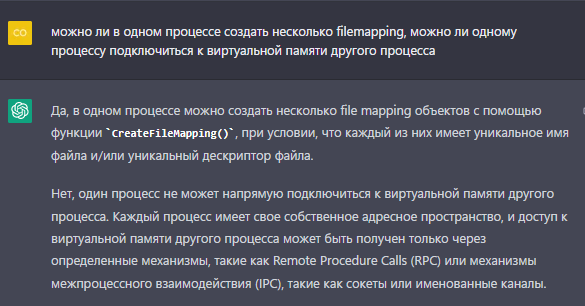 CO
можно ли в одном процессе создать несколько filemapping, можно ли одному
процессу подключиться к виртуальной памяти другого процесса
Да, в одном процессе можно создать несколько file mapping объектов с помощью
функции `CreateFileMapping()`, при условии, что каждый из них имеет уникальное имя
файла и/или уникальный дескриптор файла.
Нет, один процесс не может напрямую подключиться к виртуальной памяти другого
процесса. Каждый процесс имеет свое собственное адресное пространство, и доступ к
виртуальной памяти другого процесса может быть получен только через
определенные механизмы, такие как Remote Procedure Calls (RPC) или механизмы
межпроцессного взаимодействия (IPC), такие как сокеты или именованные каналы.